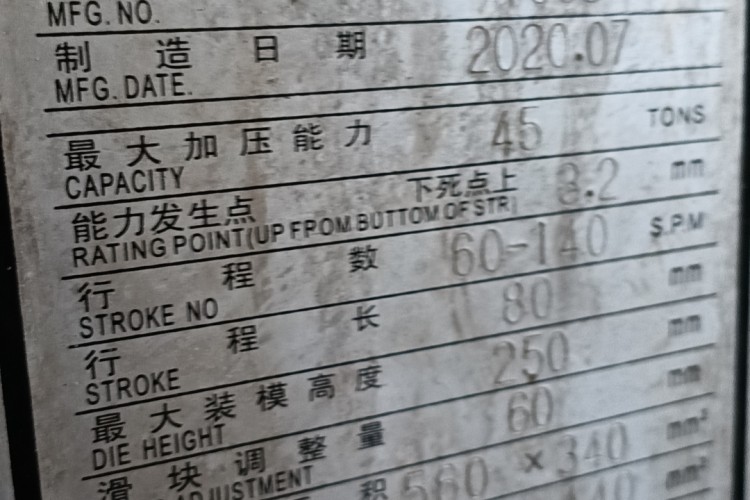 MFG. NO.
制造日期 2020.07
MFG. DATE.
最大加压能力 45 TONS
CAPACITY
能力发生点 下死点上 3.2 mm
RATING POINT(UP FROM BUTTOM OF STR)
行程数 60-140 S.P.M
STROKE NO
行程长 80 mm
STROKE
最大装模高度 250 mm
DIE HEIGHT
滑块调整量 60 mm
ADJUSTMENT
积 560 × 340 mm²
mm²